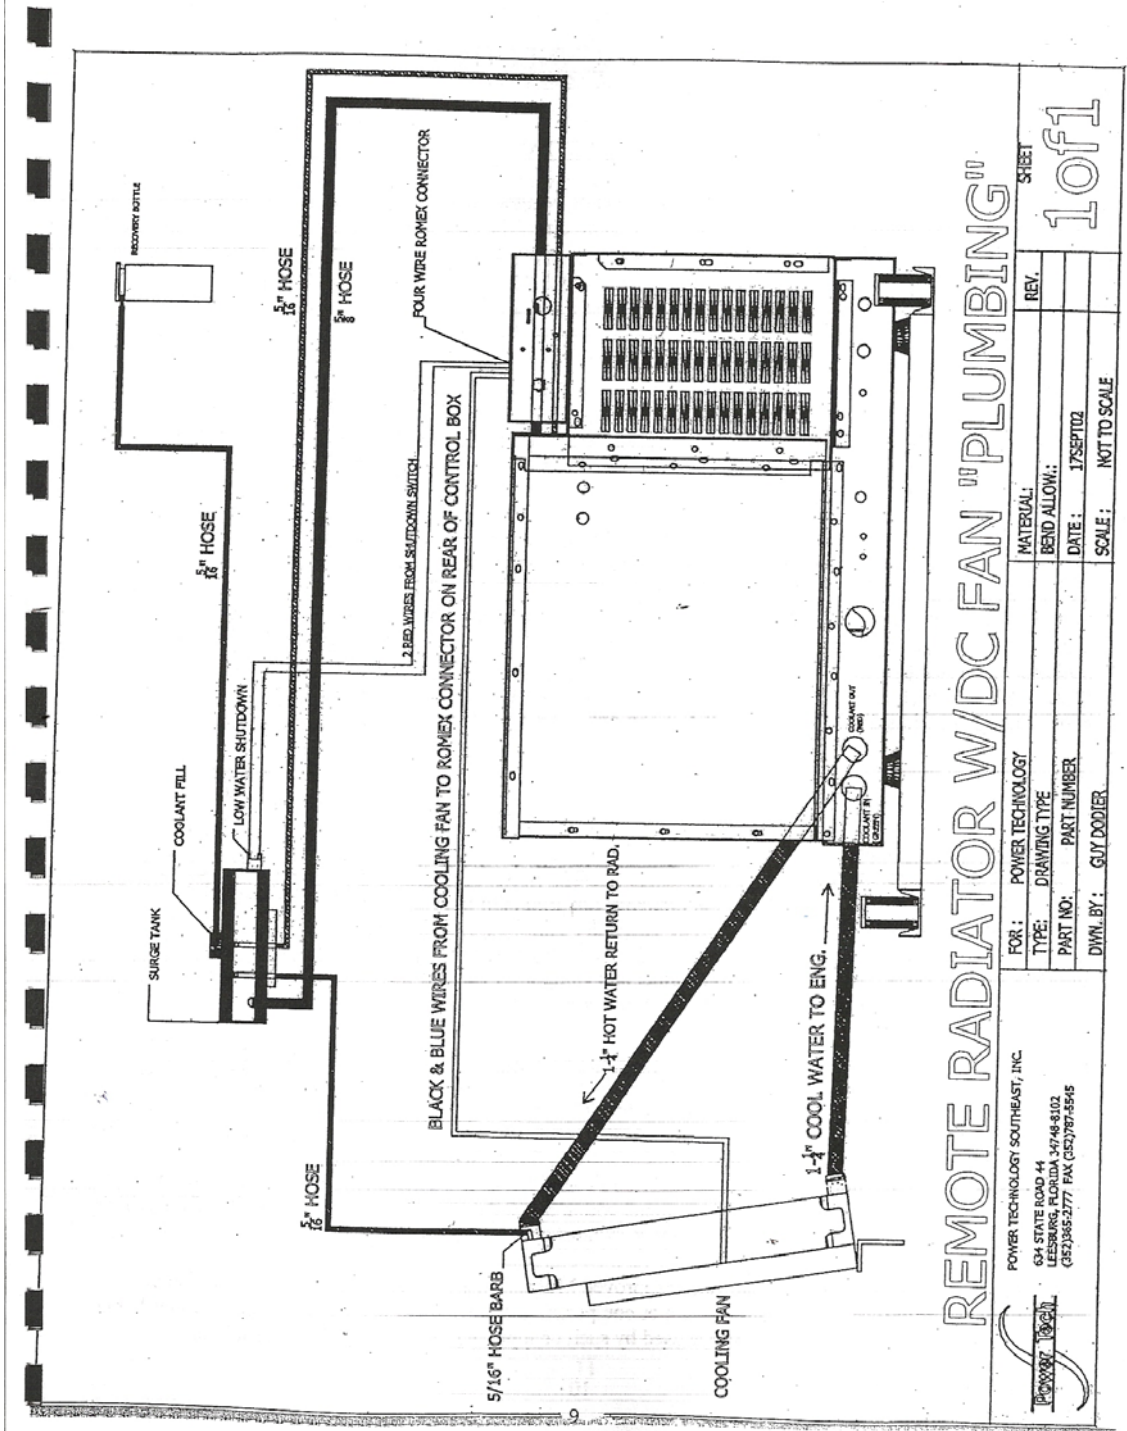 RECOVERY BOTTLE
5/16" HOSE
5/8" HOSE
FOUR WIRE ROMEX CONNECTOR
5/16" HOSE
2 RED WIRES FROM SHUTDOWN SWITCH
BLACK & BLUE WIRES FROM COOLING FAN TO ROMEX CONNECTOR ON REAR OF CONTROL BOX
LOW WATER SHUTDOWN
COOLANT FILL
SURGE TANK
COOLANT OUT
(RED)
COOLANT IN
(GREEN)
1-1/4" HOT WATER RETURN TO RAD.
1-1/4" COOL WATER TO ENG.
5/16" HOSE
5/16" HOSE BARB
COOLING FAN
REMOTE RADIATOR W/DC FAN "PLUMBING"
Power Tech
POWER TECHNOLOGY SOUTHEAST, INC.
634 STATE ROAD 44
LEESBURG, FLORIDA 34748-8102
(352)365-2777 FAX (352)787-5545
FOR : POWER TECHNOLOGY
TYPE: DRAWING TYPE
PART NO: PART NUMBER
DWN. BY : GUY DODIER
MATERIAL:
BEND ALLOW.:
DATE : 17SEPT02
SCALE : NOT TO SCALE
REV.
SHEET
1of1
9